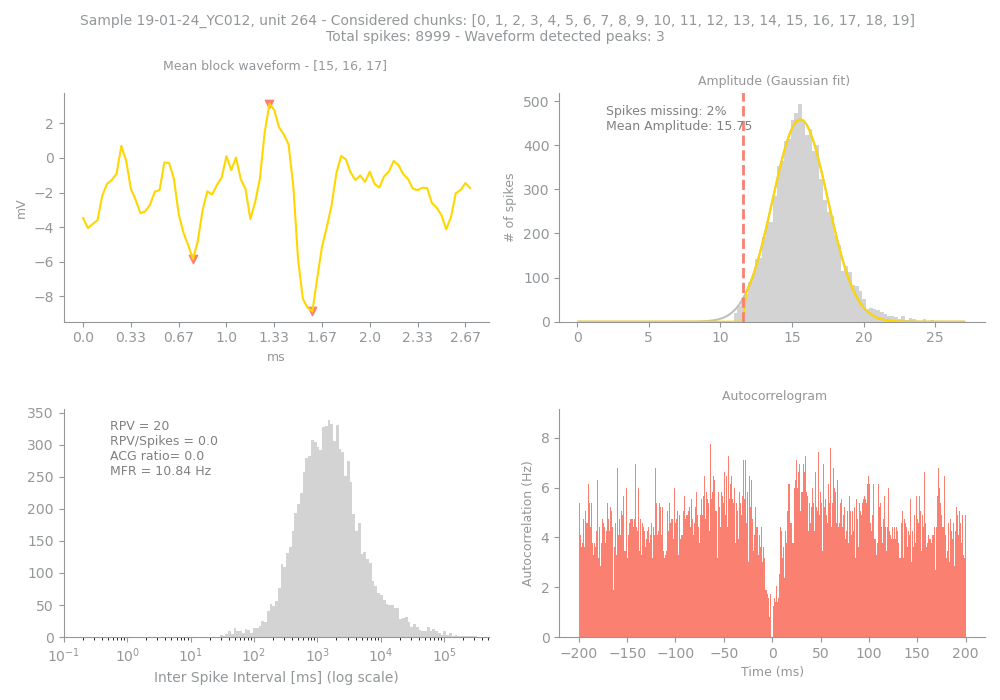 Sample 19-01-24_YC012, unit 264 - Considered chunks: [0, 1, 2, 3, 4, 5, 6, 7, 8, 9, 10, 11, 12, 13, 14, 15, 16, 17, 18, 19]
Total spikes: 8999 - Waveform detected peaks: 3
Mean block waveform - [15, 16, 17]
2
0
−2
−4
−6
−8
mV
0.0 0.33 0.67 1.0 1.33 1.67 2.0 2.33 2.67
ms
Amplitude (Gaussian fit)
Spikes missing: 2%
Mean Amplitude: 15.75
500
400
300
200
100
0
# of spikes
0 5 10 15 20 25
RPV = 20
RPV/Spikes = 0.0
ACG ratio= 0.0
MFR = 10.84 Hz
350
300
250
200
150
100
50
0
10⁻¹ 10⁰ 10¹ 10² 10³ 10⁴ 10⁵
Inter Spike Interval [ms] (log scale)
Autocorrelogram
8
6
4
2
0
Autocorrelation (Hz)
−200 −150 −100 −50 0 50 100 150 200
Time (ms)